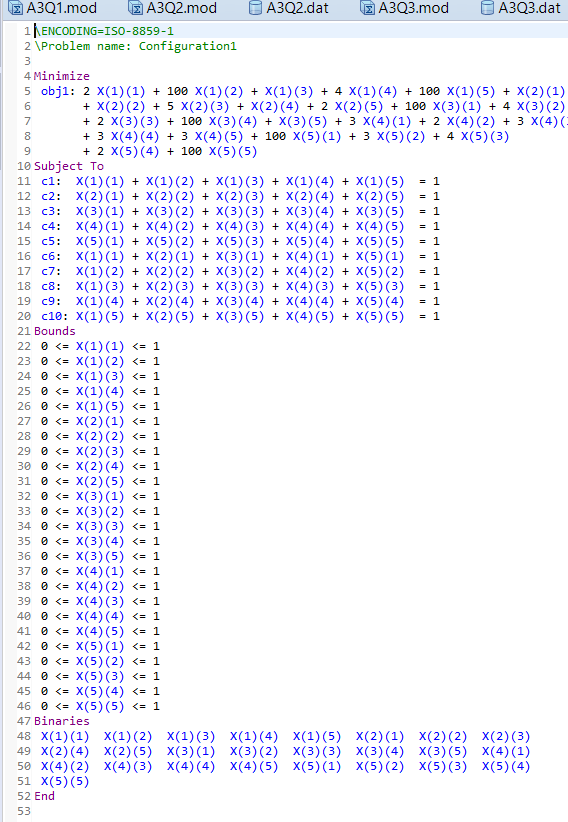 A3Q1.mod A3Q2.mod A3Q2.dat A3Q3.mod A3Q3.dat
1 \ENCODING=ISO-8859-1
2 \Problem name: Configuration1
3
4 Minimize
5 obj1: 2 X(1)(1) + 100 X(1)(2) + X(1)(3) + 4 X(1)(4) + 100 X(1)(5) + X(2)(1)
6 + X(2)(2) + 5 X(2)(3) + X(2)(4) + 2 X(2)(5) + 100 X(3)(1) + 4 X(3)(2)
7 + 2 X(3)(3) + 100 X(3)(4) + X(3)(5) + 3 X(4)(1) + 2 X(4)(2) + 3 X(4)(
8 + 3 X(4)(4) + 3 X(4)(5) + 100 X(5)(1) + 3 X(5)(2) + 4 X(5)(3)
9 + 2 X(5)(4) + 100 X(5)(5)
10 Subject To
11 c1: X(1)(1) + X(1)(2) + X(1)(3) + X(1)(4) + X(1)(5) = 1
12 c2: X(2)(1) + X(2)(2) + X(2)(3) + X(2)(4) + X(2)(5) = 1
13 c3: X(3)(1) + X(3)(2) + X(3)(3) + X(3)(4) + X(3)(5) = 1
14 c4: X(4)(1) + X(4)(2) + X(4)(3) + X(4)(4) + X(4)(5) = 1
15 c5: X(5)(1) + X(5)(2) + X(5)(3) + X(5)(4) + X(5)(5) = 1
16 c6: X(1)(1) + X(2)(1) + X(3)(1) + X(4)(1) + X(5)(1) = 1
17 c7: X(1)(2) + X(2)(2) + X(3)(2) + X(4)(2) + X(5)(2) = 1
18 c8: X(1)(3) + X(2)(3) + X(3)(3) + X(4)(3) + X(5)(3) = 1
19 c9: X(1)(4) + X(2)(4) + X(3)(4) + X(4)(4) + X(5)(4) = 1
20 c10: X(1)(5) + X(2)(5) + X(3)(5) + X(4)(5) + X(5)(5) = 1
21 Bounds
22 0 <= X(1)(1) <= 1
23 0 <= X(1)(2) <= 1
24 0 <= X(1)(3) <= 1
25 0 <= X(1)(4) <= 1
26 0 <= X(1)(5) <= 1
27 0 <= X(2)(1) <= 1
28 0 <= X(2)(2) <= 1
29 0 <= X(2)(3) <= 1
30 0 <= X(2)(4) <= 1
31 0 <= X(2)(5) <= 1
32 0 <= X(3)(1) <= 1
33 0 <= X(3)(2) <= 1
34 0 <= X(3)(3) <= 1
35 0 <= X(3)(4) <= 1
36 0 <= X(3)(5) <= 1
37 0 <= X(4)(1) <= 1
38 0 <= X(4)(2) <= 1
39 0 <= X(4)(3) <= 1
40 0 <= X(4)(4) <= 1
41 0 <= X(4)(5) <= 1
42 0 <= X(5)(1) <= 1
43 0 <= X(5)(2) <= 1
44 0 <= X(5)(3) <= 1
45 0 <= X(5)(4) <= 1
46 0 <= X(5)(5) <= 1
47 Binaries
48 X(1)(1) X(1)(2) X(1)(3) X(1)(4) X(1)(5) X(2)(1) X(2)(2) X(2)(3)
49 X(2)(4) X(2)(5) X(3)(1) X(3)(2) X(3)(3) X(3)(4) X(3)(5) X(4)(1)
50 X(4)(2) X(4)(3) X(4)(4) X(4)(5) X(5)(1) X(5)(2) X(5)(3) X(5)(4)
51 X(5)(5)
52 End
53